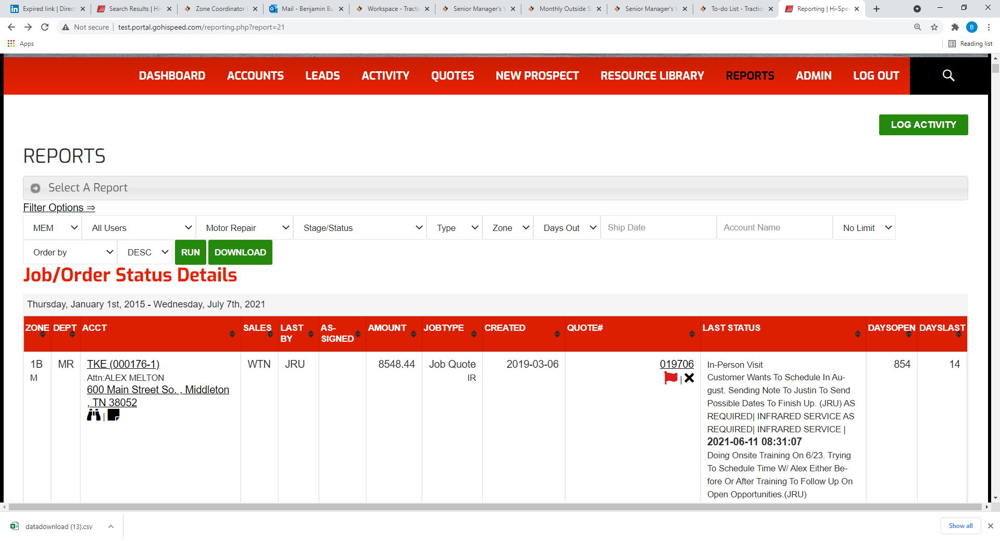 Expired link | Direct
Search Results | Hi-
Zone Coordinator
Mail - Benjamin Bu
Workspace - Tracti
Senior Manager's
Monthly Outside S
Senior Manager's
To-do List - Tractio
Reporting | Hi-Spe
Not secure
test.portal.gohispeed.com/reporting.php?report=21
B
Apps
Reading list
DASHBOARD
ACCOUNTS
LEADS
ACTIVITY
QUOTES
NEW PROSPECT
RESOURCE LIBRARY
REPORTS
ADMIN
LOG OUT
LOG ACTIVITY
REPORTS
Select A Report
Filter Options ⇒
MEM
All Users
Motor Repair
Stage/Status
Type
Zone
Days Out
Ship Date
Account Name
No Limit
Order by
DESC
RUN
DOWNLOAD
Job/Order Status Details
Thursday, January 1st, 2015 - Wednesday, July 7th, 2021
ZONE
DEPT
ACCT
SALES
LAST
BY
AS-
SIGNED
AMOUNT
JOBTYPE
CREATED
QUOTE#
LAST STATUS
DAYSOPEN
DAYSLAST
1B
M
MR
TKE (000176-1)
Attn:ALEX MELTON
600 Main Street So. , Middleton
, TN 38052
|
WTN
JRU
8548.44
Job Quote
IR
2019-03-06
019706
|
In-Person Visit
Customer Wants To Schedule In Au-
gust. Sending Note To Justin To Send
Possible Dates To Finish Up. (JRU) AS
REQUIRED| INFRARED SERVICE AS
REQUIRED| INFRARED SERVICE |
2021-06-11 08:31:07
Doing Onsite Training On 6/23. Trying
To Schedule Time W/ Alex Either Be-
fore Or After Training To Follow Up On
Open Opportunities.(JRU)
854
14
datadownload (13).csv
Show all